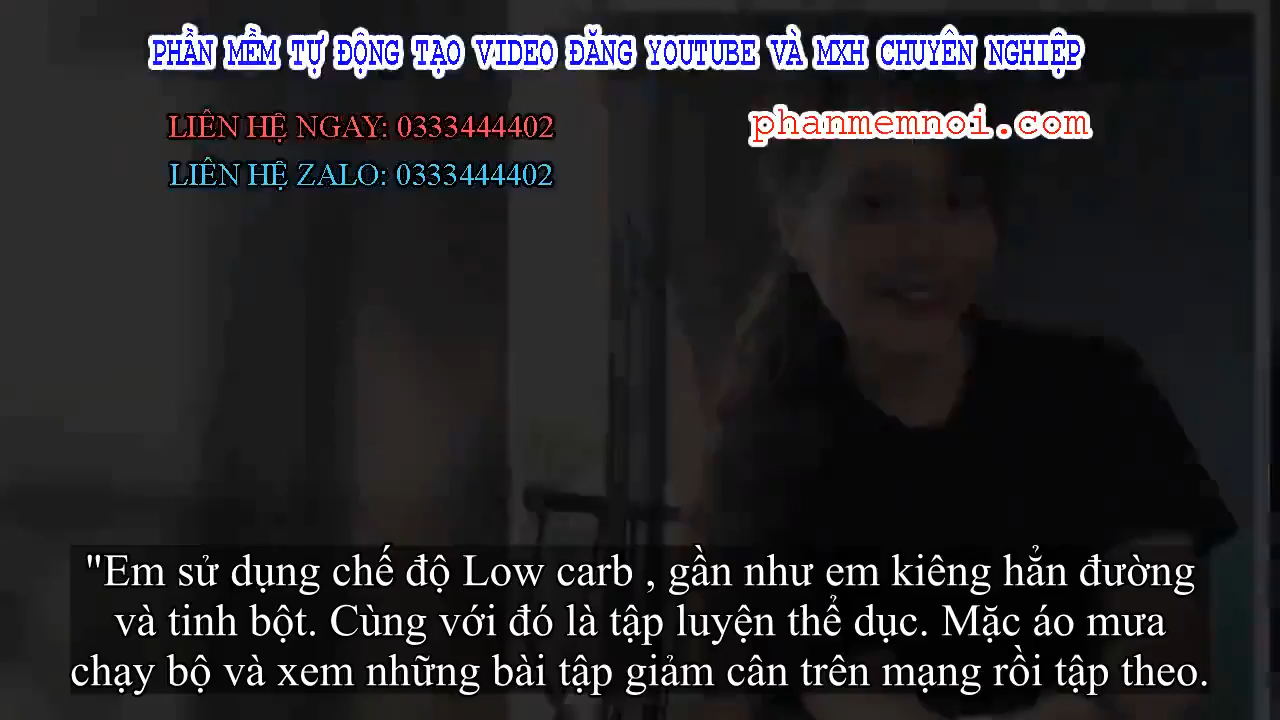 PHẦN MỀM TỰ ĐỘNG TẠO VIDEO ĐĂNG YOUTUBE VÀ MXH CHUYÊN NGHIỆP
LIÊN HỆ NGAY: 0333444402
phanmemnoi.com
LIÊN HỆ ZALO: 0333444402
"Em sử dụng chế độ Low carb , gần như em kiêng hẳn đường
và tinh bột. Cùng với đó là tập luyện thể dục. Mặc áo mưa
chạy bộ và xem những bài tập giảm cân trên mạng rồi tập theo.